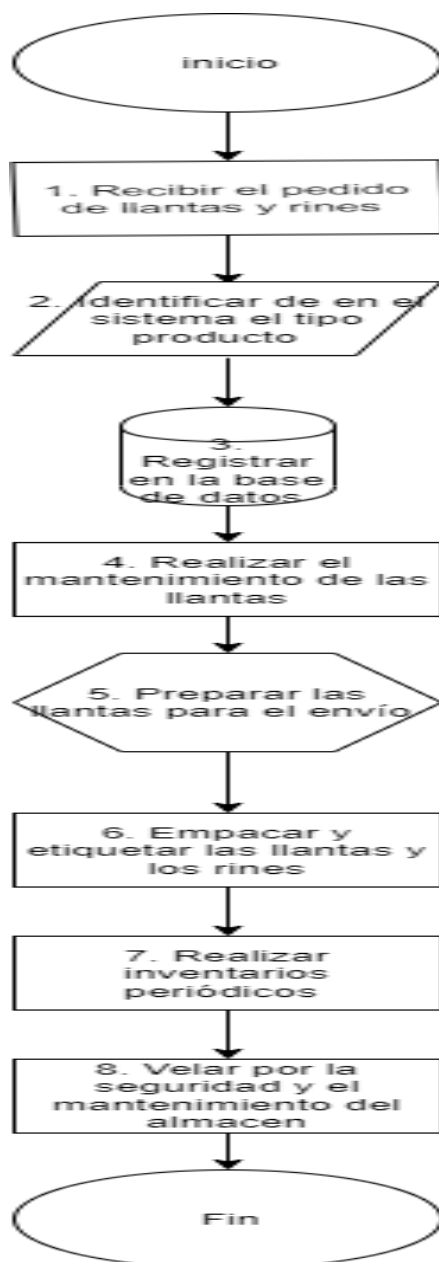 inicio
1. Recibir el pedido
de llantas y rines
2. Identificar de en el
sistema el tipo
producto
3.
Registrar
en la base
de datos
4. Realizar el
mantenimiento de las
llantas
5. Preparar las
llantas para el envío
6. Empacar y
etiquetar las llantas y
los rines
7. Realizar
inventarios
periódicos
8. Velar por la
seguridad y el
mantenimiento del
almacen
Fin